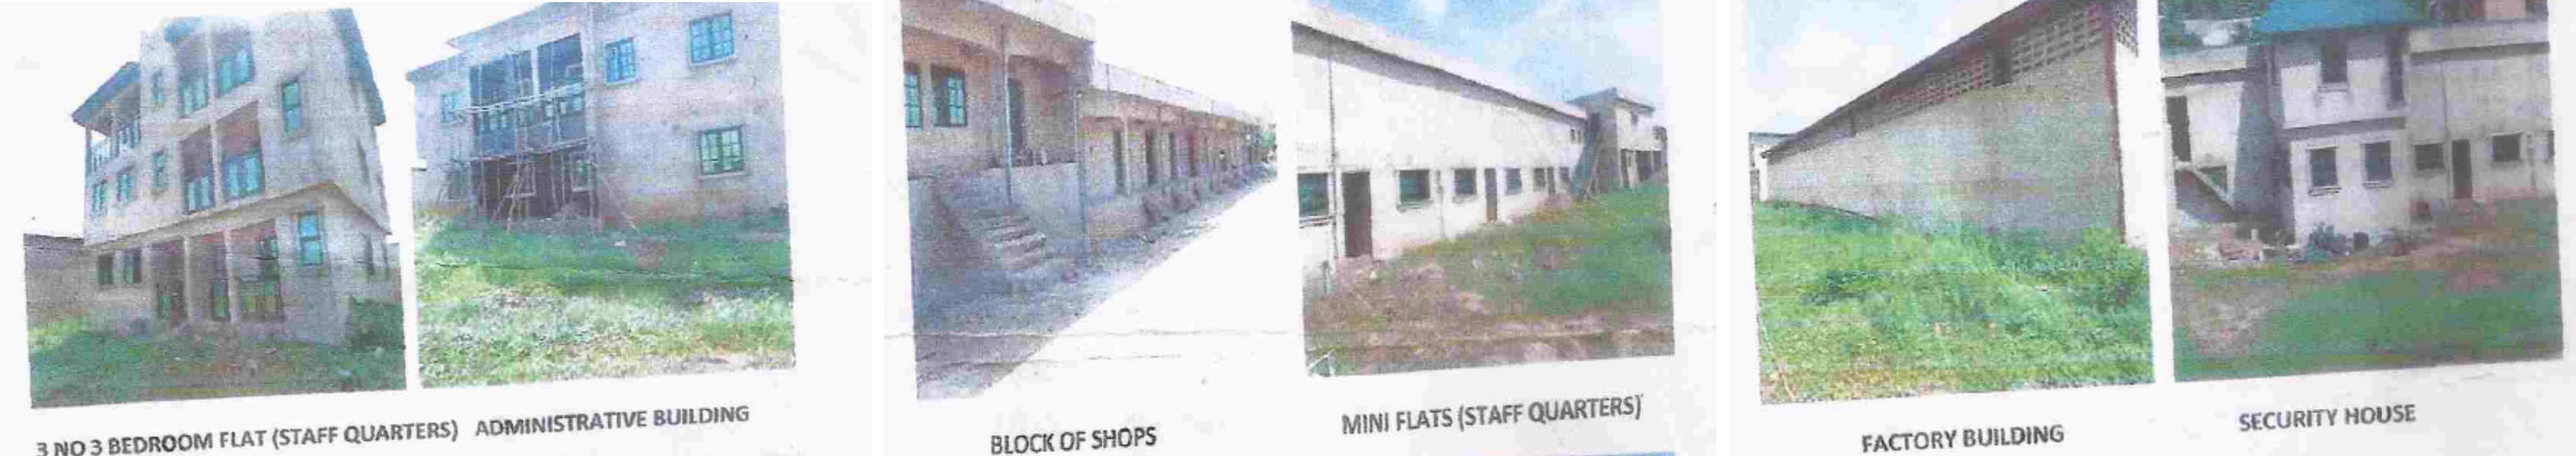 3 NO 3 BEDROOM FLAT (STAFF QUARTERS)
ADMINISTRATIVE BUILDING
BLOCK OF SHOPS
MINI FLATS (STAFF QUARTERS)
FACTORY BUILDING
SECURITY HOUSE